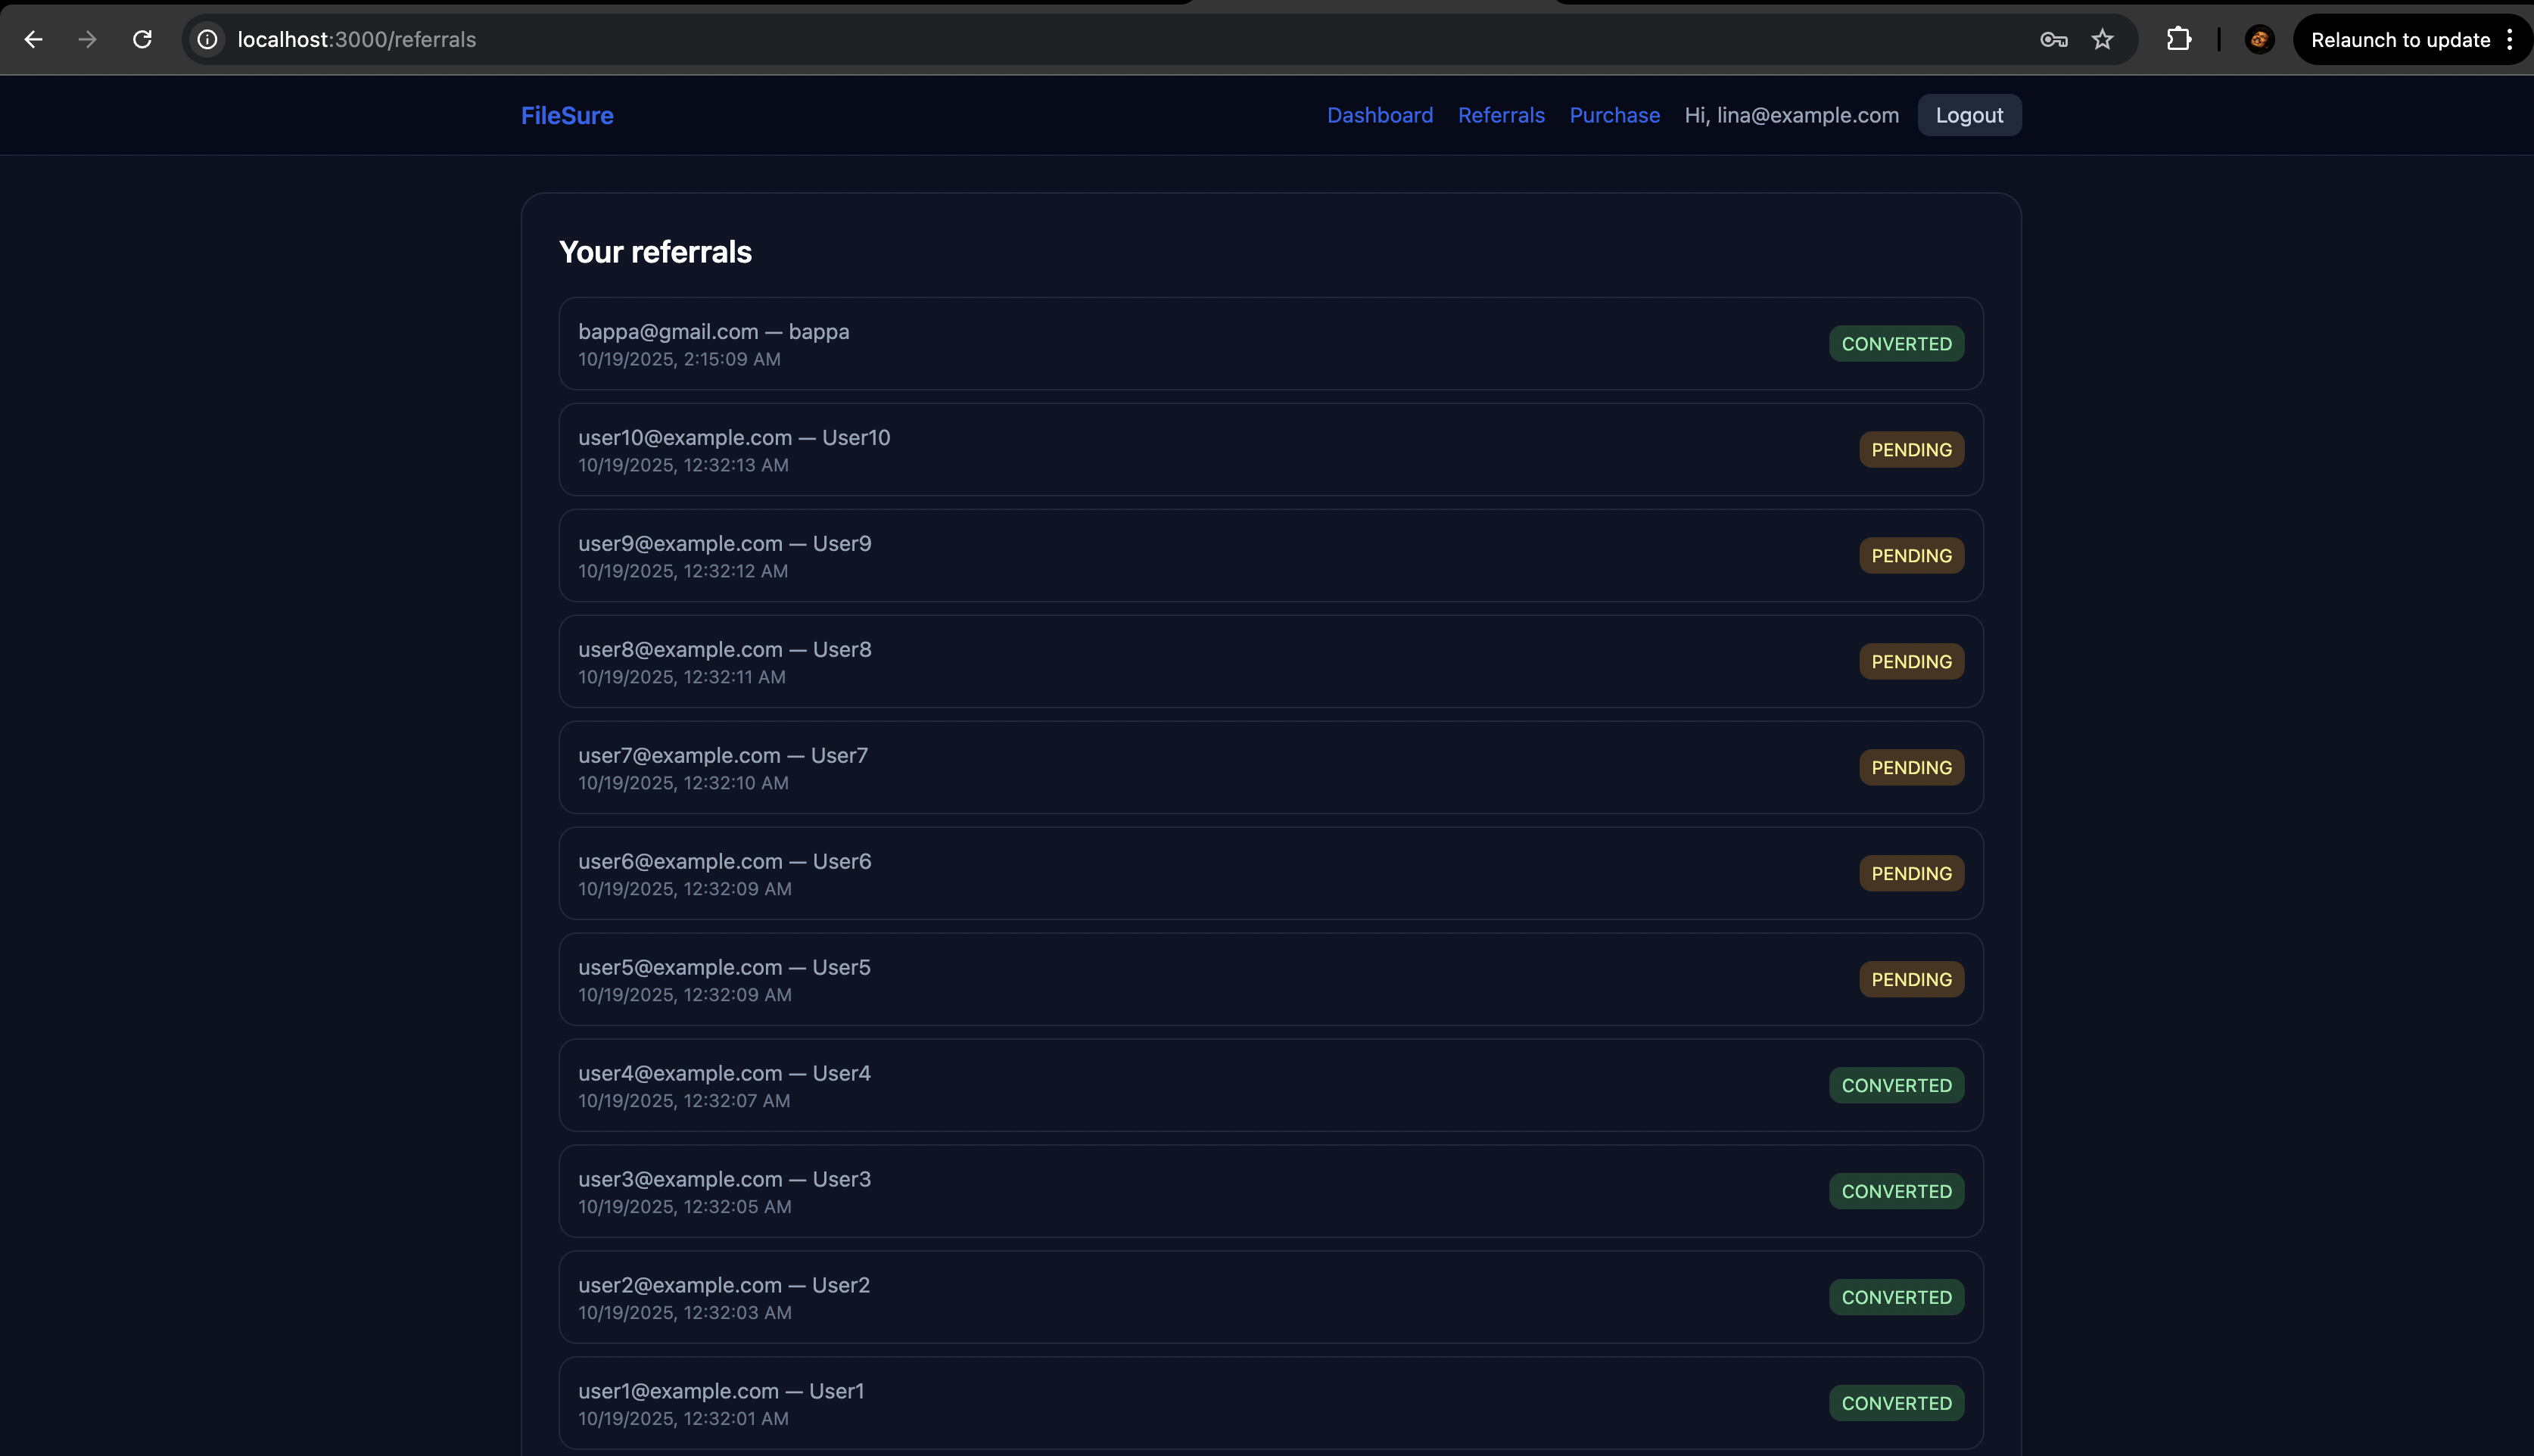 localhost:3000/referrals
Relaunch to update
FileSure
Dashboard Referrals Purchase Hi, lina@example.com Logout
Your referrals
bappa@gmail.com — bappa
10/19/2025, 2:15:09 AM
CONVERTED
user10@example.com — User10
10/19/2025, 12:32:13 AM
PENDING
user9@example.com — User9
10/19/2025, 12:32:12 AM
PENDING
user8@example.com — User8
10/19/2025, 12:32:11 AM
PENDING
user7@example.com — User7
10/19/2025, 12:32:10 AM
PENDING
user6@example.com — User6
10/19/2025, 12:32:09 AM
PENDING
user5@example.com — User5
10/19/2025, 12:32:09 AM
PENDING
user4@example.com — User4
10/19/2025, 12:32:07 AM
CONVERTED
user3@example.com — User3
10/19/2025, 12:32:05 AM
CONVERTED
user2@example.com — User2
10/19/2025, 12:32:03 AM
CONVERTED
user1@example.com — User1
10/19/2025, 12:32:01 AM
CONVERTED